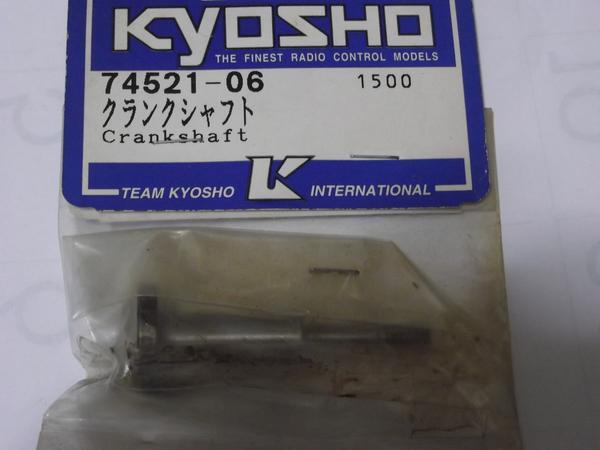 KYOSHO
THE FINEST RADIO CONTROL MODELS
74521-06 1500
クランクシャフト
Crankshaft
TEAM KYOSHO K INTERNATIONAL